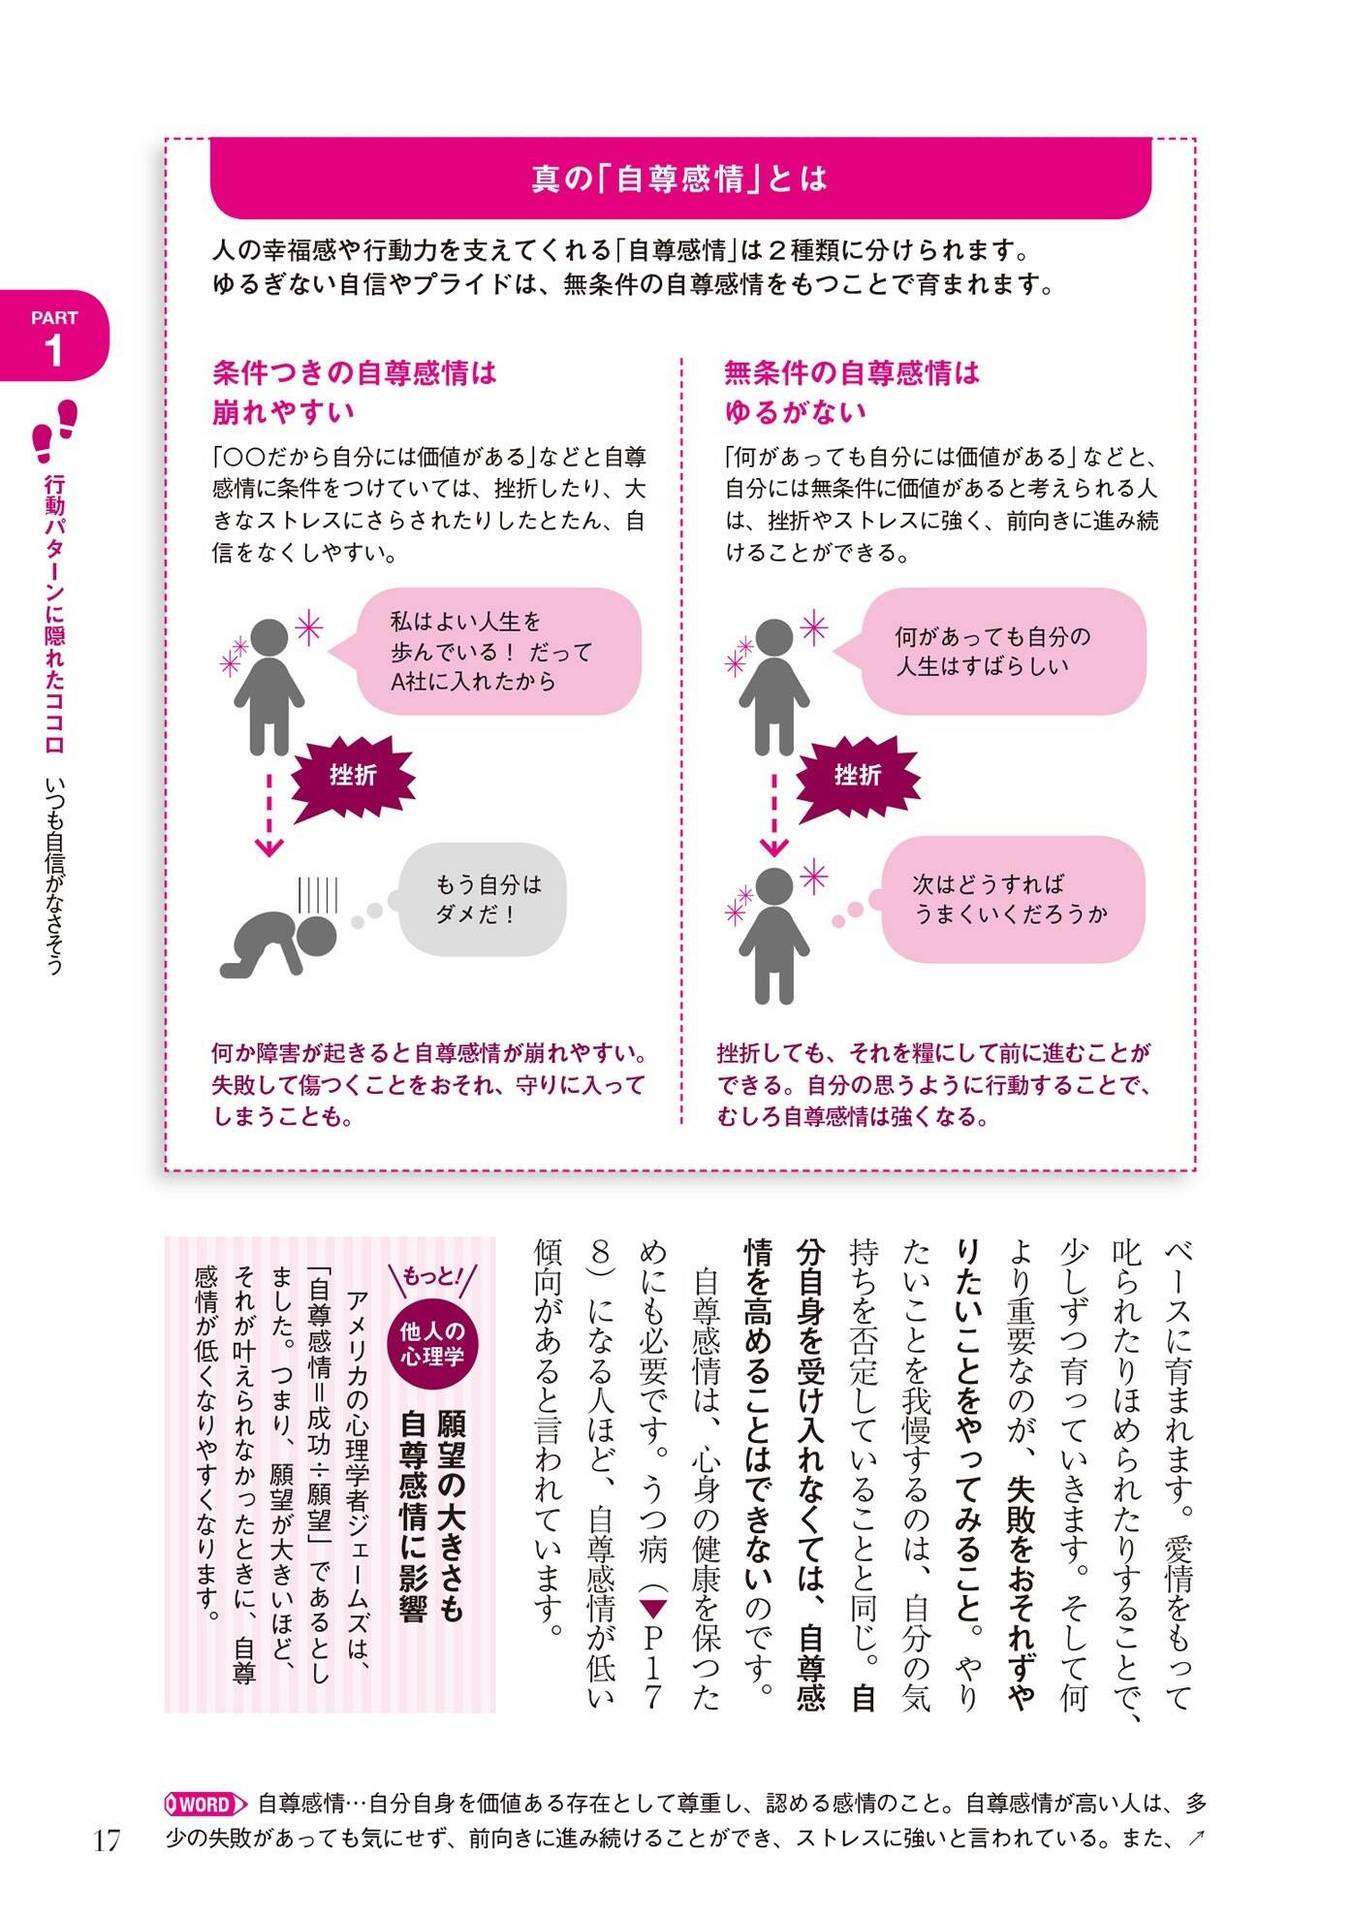 真の「自尊感情」とは
人の幸福感や行動力を支えてくれる「自尊感情」は2種類に分けられます。
ゆるぎない自信やプライドは、無条件の自尊感情をもつことで育まれます。
PART
1
行動パターンに隠れたココロ いつも自信がなさそう
条件つきの自尊感情は
崩れやすい
「〇〇だから自分には価値がある」などと自尊
感情に条件をつけていては、挫折したり、大
きなストレスにさらされたりしたとたん、自
信をなくしやすい。
私はよい人生を
歩んでいる！ だって
A社に入れたから
挫折
もう自分は
ダメだ！
何か障害が起きると自尊感情が崩れやすい。
失敗して傷つくことをおそれ、守りに入って
しまうことも。
無条件の自尊感情は
ゆるがない
「何があっても自分には価値がある」などと、
自分には無条件に価値があると考えられる人
は、挫折やストレスに強く、前向きに進み続
けることができる。
何があっても自分の
人生はすばらしい
挫折
次はどうすれば
うまくいくだろうか
挫折しても、それを糧にして前に進むことが
できる。自分の思うように行動することで、
むしろ自尊感情は強くなる。
ベースに育まれます。愛情をもって
叱られたりほめられたりすることで、
少しずつ育っていきます。そして何
より重要なのが、失敗をおそれずや
りたいことをやってみること。やり
たいことを我慢するのは、自分の気
持ちを否定していることと同じ。自
分自身を受け入れなくては、自尊感
情を高めることはできないのです。
自尊感情は、心身の健康を保つた
めにも必要です。うつ病（▼P17
8）になる人ほど、自尊感情が低い
傾向があると言われています。
もっと！
他人の
心理学
願望の大きさも
自尊感情に影響
アメリカの心理学者ジェームズは、
「自尊感情＝成功÷願望」であるとし
ました。つまり、願望が大きいほど、
それが叶えられなかったときに、自尊
感情が低くなりやすくなります。
WORD 自尊感情…自分自身を価値ある存在として尊重し、認める感情のこと。自尊感情が高い人は、多
少の失敗があっても気にせず、前向きに進み続けることができ、ストレスに強いと言われている。また、↗
17